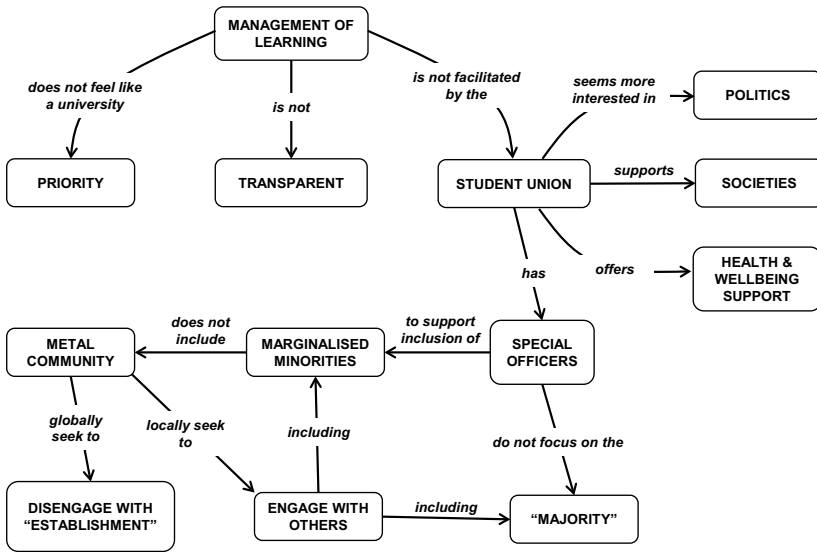 MANAGEMENT OF
LEARNING
does not feel like
a university
is not
is not facilitated
by the
seems more
interested in
POLITICS
PRIORITY
TRANSPARENT
STUDENT UNION
supports
SOCIETIES
has
offers
HEALTH &
WELLBEING
SUPPORT
METAL
COMMUNITY
does not
include
MARGINALISED
MINORITIES
to support
inclusion of
SPECIAL
OFFICERS
globally
seek to
locally seek
to
including
do not focus on the
DISENGAGE WITH
“ESTABLISHMENT”
ENGAGE WITH
OTHERS
including
“MAJORITY”